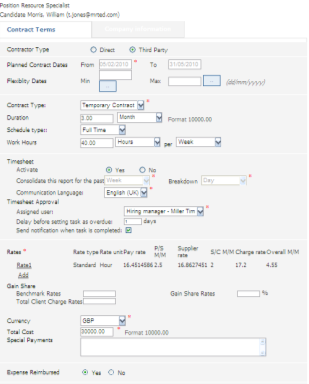 Position Resource Specialist
Candidate Morris, William (t.jones@mrted.com)
Contract Terms
Contractor Type Direct Third Party
Planned Contract Dates From 05/02/2010 * To 31/05/2010
Flexiblity Dates Min ... Max ... (dd/mm/yyyy)
Contract Type: Temporary Contract *
Duration 3.00 Month Format 10000.00
Schedule type: Full Time *
Work Hours 40.00 Hours per Week *
Timesheet
Activate Yes No
Consolidate this report for the past Week * Breakdown Day *
Communication Language: English (UK) *
Timesheet Approval
Assigned user: Hiring manager - Miller Tim *
Delay before setting task as overdue: 1 days
Send notification when task is completed:
Rates * Rate type Rate unit Pay rate P/S M/M Supplier rate S/C M/M Charge rate Overall M/M
Rate1 Standard Hour 16.4514586 2.5 16.8627451 2 17.2 4.55
Add
Gain Share
Benchmark Rates Gain Share Rates %
Total Client Charge Rates
Currency GBP *
Total Cost 30000.00 * Format 10000.00
Special Payments
Expense Reimbursed Yes No